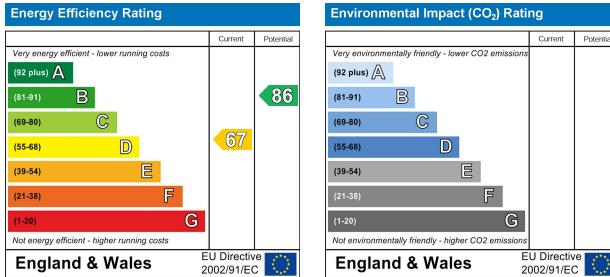 Energy Efficiency Rating
Current Potential
Very energy efficient - lower running costs
(92 plus) A
(81-91) B
86
(69-80) C
(55-68) D
67
(39-54) E
(21-38) F
(1-20) G
Not energy efficient - higher running costs
England & Wales
EU Directive
2002/91/EC
Environmental Impact (CO₂) Rating
Current Potential
Very environmentally friendly - lower CO2 emissions
(92 plus) A
(81-91) B
(69-80) C
(55-68) D
(39-54) E
(21-38) F
(1-20) G
Not environmentally friendly - higher CO2 emissions
England & Wales
EU Directive
2002/91/EC